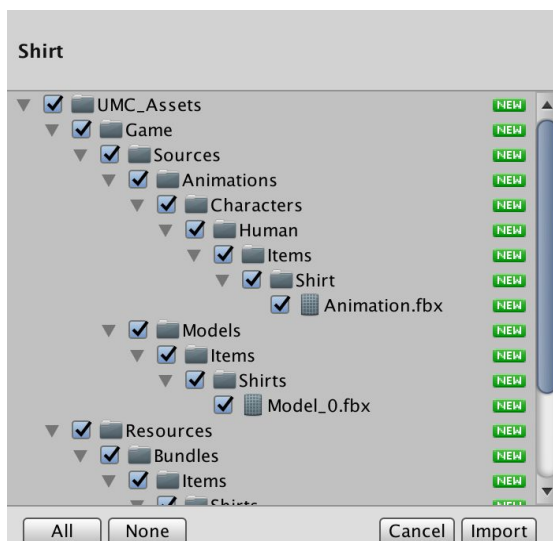 Shirt
UMC_Assets NEW
Game NEW
Sources NEW
Animations NEW
Characters NEW
Human NEW
Items NEW
Shirt NEW
Animation.fbx NEW
Models NEW
Items NEW
Shirts NEW
Model_0.fbx NEW
Resources NEW
Bundles NEW
Items NEW
Shirts NEW
All None Cancel Import